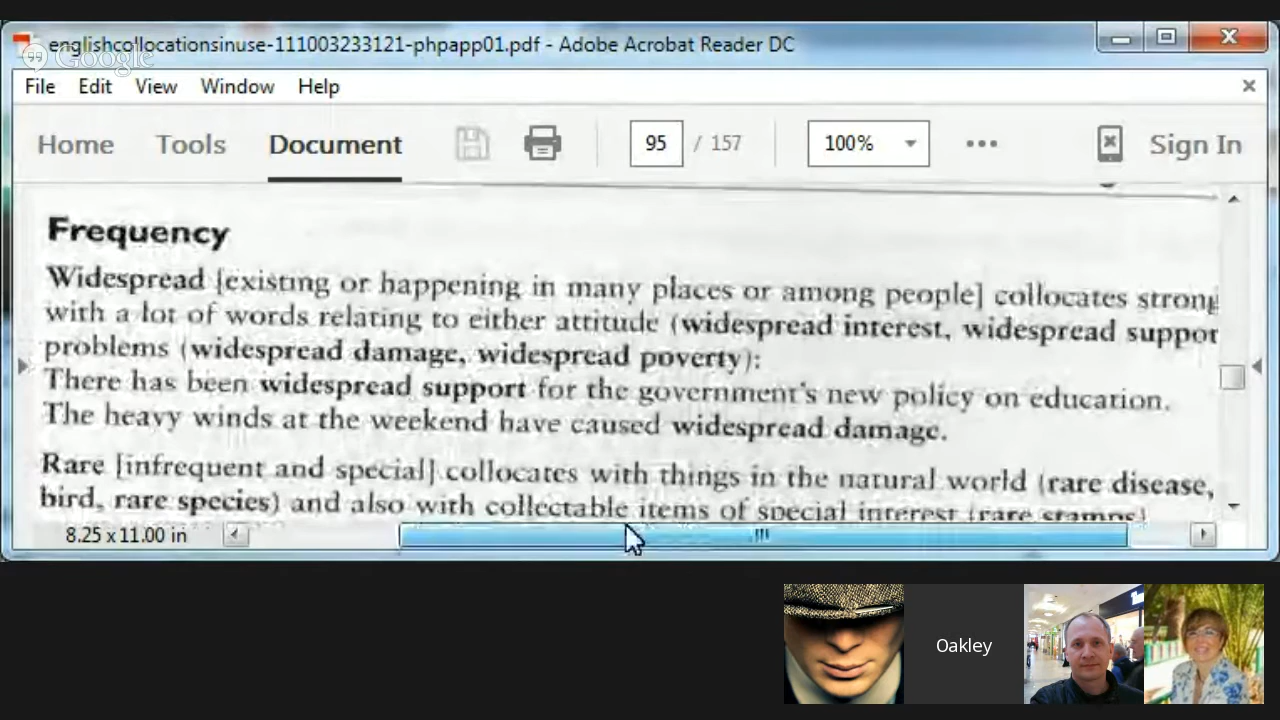 englishcollocationsinuse-111003233121-phpapp01.pdf - Adobe Acrobat Reader DC
Google
File Edit View Window Help
Home Tools Document 95 / 157 100% Sign In
Frequency
Widespread [existing or happening in many places or among people] collocates strong
with a lot of words relating to either attitude (widespread interest, widespread suppor
problems (widespread damage, widespread poverty):
There has been widespread support for the government's new policy on education.
The heavy winds at the weekend have caused widespread damage.
Rare [infrequent and special] collocates with things in the natural world (rare disease,
bird, rare species) and also with collectable items of special interest (rare stamps)
8.25 x 11.00 in
Oakley